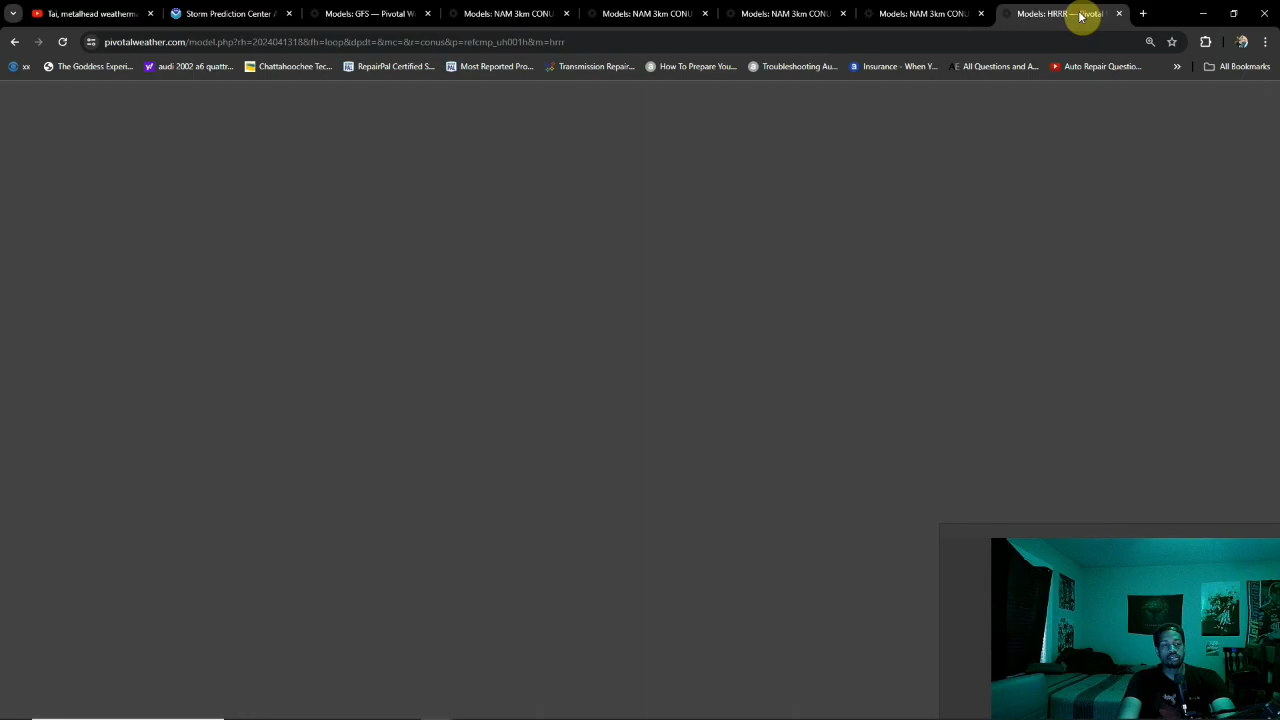 Tai, metalhead weatherm
Storm Prediction Center A
Models: GFS — Pivotal W
Models: NAM 3km CONU
Models: NAM 3km CONU
Models: NAM 3km CONU
Models: NAM 3km CONU
Models: HRRR — Pivotal
pivotalweather.com/model.php?rh=2024041318&fh=loop&dpdt=&mc=&r=conus&p=refcmp_uh001h&m=hrrr
xx
The Goddess Experi...
audi 2002 a6 quattr...
Chattahoochee Tec...
RepairPal Certified S...
Most Reported Pro...
Transmission Repair...
How To Prepare You...
Troubleshooting Au...
Insurance - When Y...
All Questions and A...
Auto Repair Questio...
All Bookmarks